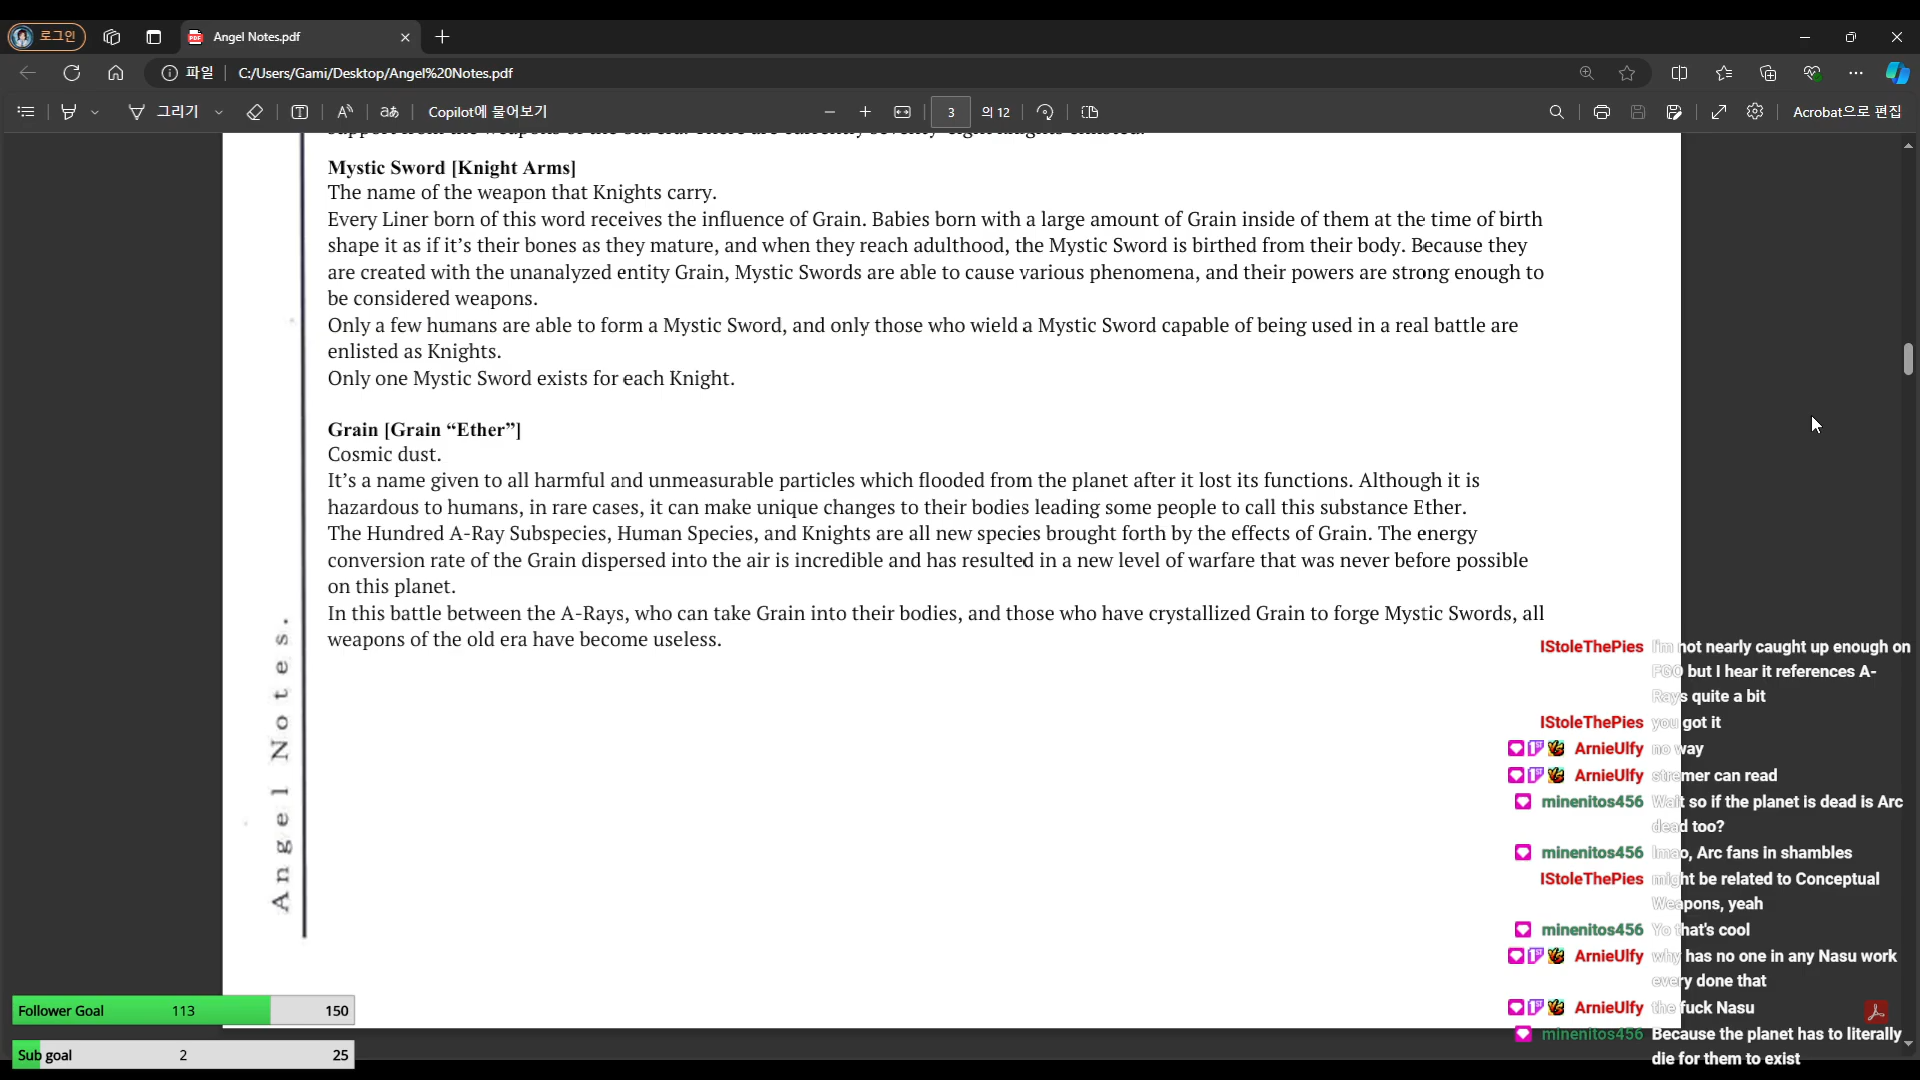 로그인
Angel Notes.pdf
파일
C:/Users/Gami/Desktop/Angel%20Notes.pdf
그리기
aあ
Copilot에 물어보기
3 의 12
Acrobat으로 편집
Mystic Sword [Knight Arms]
The name of the weapon that Knights carry.
Every Liner born of this word receives the influence of Grain. Babies born with a large amount of Grain inside of them at the time of birth
shape it as if it’s their bones as they mature, and when they reach adulthood, the Mystic Sword is birthed from their body. Because they
are created with the unanalyzed entity Grain, Mystic Swords are able to cause various phenomena, and their powers are strong enough to
be considered weapons.
Only a few humans are able to form a Mystic Sword, and only those who wield a Mystic Sword capable of being used in a real battle are
enlisted as Knights.
Only one Mystic Sword exists for each Knight.
Grain [Grain “Ether”]
Cosmic dust.
It’s a name given to all harmful and unmeasurable particles which flooded from the planet after it lost its functions. Although it is
hazardous to humans, in rare cases, it can make unique changes to their bodies leading some people to call this substance Ether.
The Hundred A-Ray Subspecies, Human Species, and Knights are all new species brought forth by the effects of Grain. The energy
conversion rate of the Grain dispersed into the air is incredible and has resulted in a new level of warfare that was never before possible
on this planet.
In this battle between the A-Rays, who can take Grain into their bodies, and those who have crystallized Grain to forge Mystic Swords, all
weapons of the old era have become useless.
Angel Notes.
IStoleThePies I'm not nearly caught up enough on
FGO but I hear it references A-
Rays quite a bit
IStoleThePies you got it
ArnieUlfy no way
ArnieUlfy stremer can read
minenitos456 Wait so if the planet is dead is Arc
dead too?
minenitos456 lmao, Arc fans in shambles
IStoleThePies might be related to Conceptual
Weapons, yeah
minenitos456 Yo that's cool
ArnieUlfy why has no one in any Nasu work
every done that
ArnieUlfy the fuck Nasu
minenitos456 Because the planet has to literally
die for them to exist
Follower Goal 113 150
Sub goal 2 25